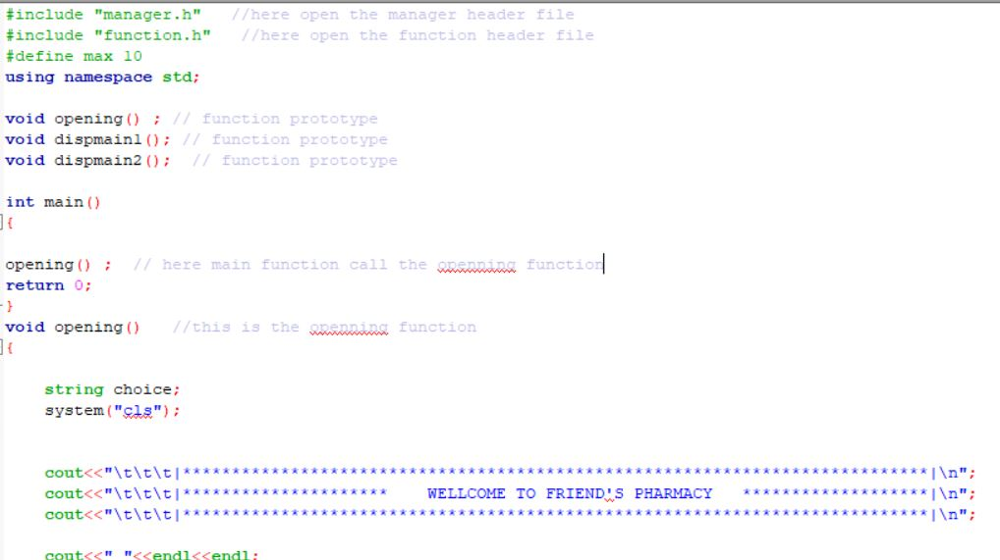 #include "manager.h"   //here open the manager header file
#include "function.h"   //here open the function header file
#define max 10
using namespace std;
void opening() ; // function prototype
void dispmain1(); // function prototype
void dispmain2();  // function prototype
int main()
{
opening() ;  // here main function call the openning function
return 0;
}
void opening()   //this is the openning function
{
    string choice;
    system("cls");
    cout<<"\t\t\t|****************************************************************************|\n";
    cout<<"\t\t\t|*********************    WELLCOME TO FRIEND'S PHARMACY   *******************|\n";
    cout<<"\t\t\t|****************************************************************************|\n";
    cout<<" "<<endl<<endl;